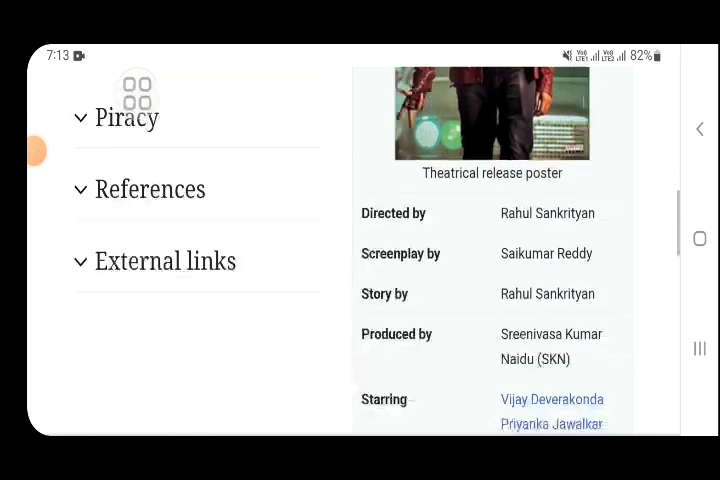 7:13
82%
Piracy
References
External links
Theatrical release poster
Directed by Rahul Sankrityan
Screenplay by Saikumar Reddy
Story by Rahul Sankrityan
Produced by Sreenivasa Kumar
Naidu (SKN)
Starring Vijay Deverakonda
Priyanka Jawalkar